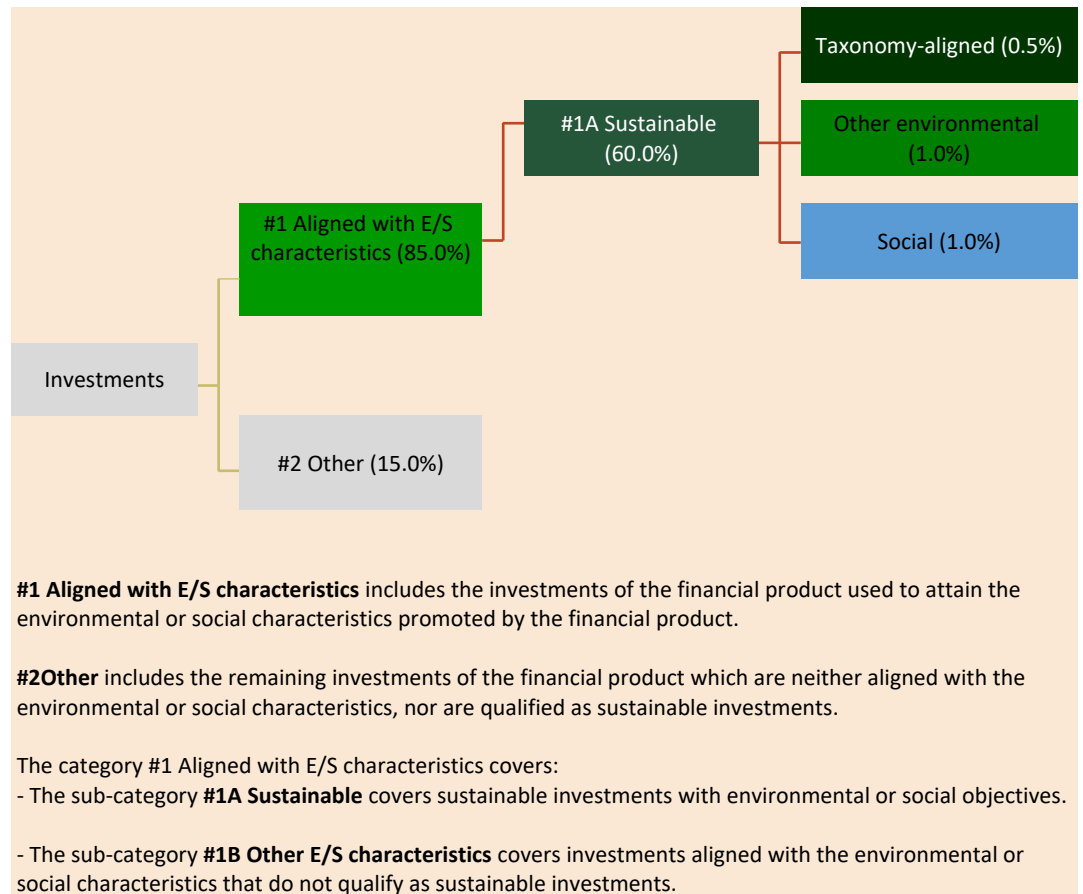 Taxonomy-aligned (0.5%)
#1A Sustainable
(60.0%)
Other environmental
(1.0%)
#1 Aligned with E/S
characteristics (85.0%)
Social (1.0%)
Investments
#2 Other (15.0%)
#1 Aligned with E/S characteristics includes the investments of the financial product used to attain the
environmental or social characteristics promoted by the financial product.
#2Other includes the remaining investments of the financial product which are neither aligned with the
environmental or social characteristics, nor are qualified as sustainable investments.
The category #1 Aligned with E/S characteristics covers:
- The sub-category #1A Sustainable covers sustainable investments with environmental or social objectives.
- The sub-category #1B Other E/S characteristics covers investments aligned with the environmental or
social characteristics that do not qualify as sustainable investments.